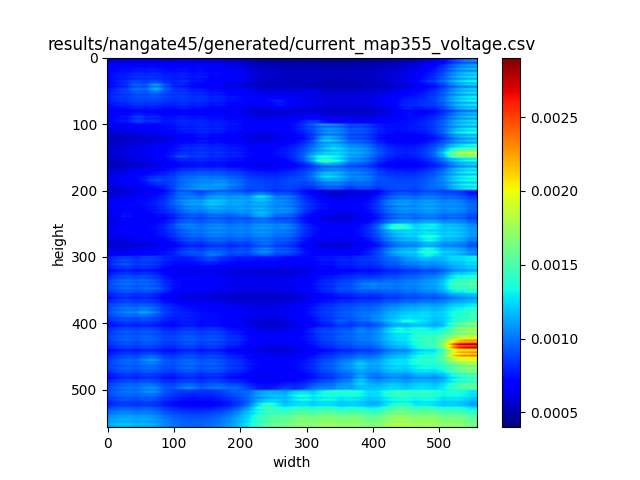 results/nangate45/generated/current_map355_voltage.csv
0
100
200
300
400
500
height
0 100 200 300 400 500
width
0.0025
0.0020
0.0015
0.0010
0.0005